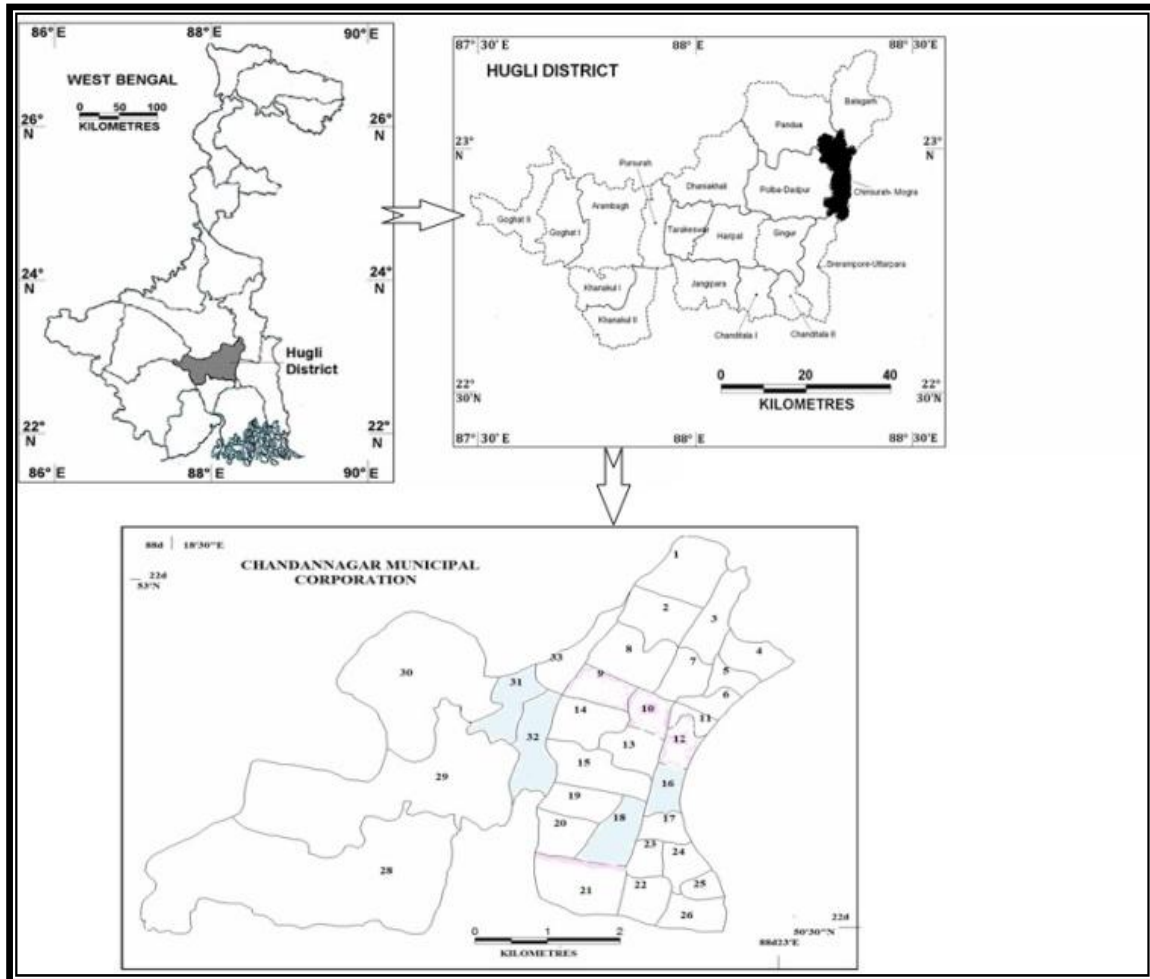 86° E
88° E
90° E
WEST BENGAL
0 50 100
KILOMETRES
26°
N
26°
N
24°
N
24°
N
Hugli
District
22°
N
22°
N
86° E
88° E
90° E
87° 30' E
88° E
88° 30' E
HUGLI DISTRICT
23°
N
23°
N
Balagarh
Pandua
Pursurah
Dhaniakhali
Polba-Dadpur
Chinsurah- Mogra
Goghat II
Goghat I
Arambagh
Tarakeswar
Haripal
Singur
Srerampore-Uttarpara
Khanakul I
Khanakul II
Jangipara
Chanditala I
Chanditala II
0 20 40
KILOMETRES
22°
30'N
22°
30'N
87° 30' E
88° E
88° 30' E
88d 18'30"E
22d
53'N
CHANDANNAGAR MUNICIPAL
CORPORATION
1
2
3
4
5
6
7
8
9
10
11
12
13
14
15
16
17
18
19
20
21
22
23
24
25
26
28
29
30
31
32
33
0 1 2
KILOMETRES
22d
50'30"N
88d23'E